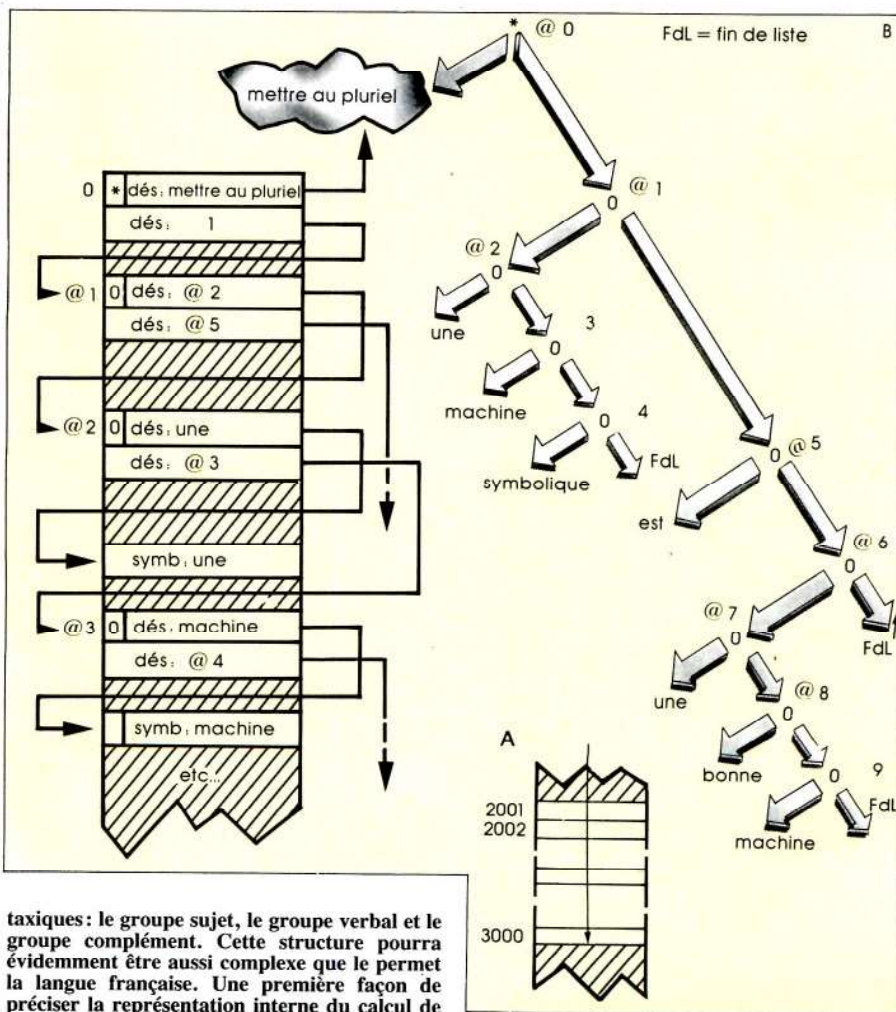 * @ 0
FdL = fin de liste
B
mettre au pluriel
0 * dés: mettre au pluriel
dés: 1
@ 1 0 dés: @ 2
dés: @ 5
@ 2 0 dés: une
dés: @ 3
symb: une
@ 3 0 dés: machine
dés: @ 4
symb: machine
etc...
0 @ 1
@ 2
0
une
3
0
machine
4
0
FdL
symbolique
0 @ 5
est
@ 6
0
@ 7
0
FdL
une
@ 8
0
bonne
9
0
FdL
machine
A
2001
2002
3000
taxiques: le groupe sujet, le groupe verbal et le
groupe complément. Cette structure pourra
évidemment être aussi complexe que le permet
la langue française. Une première façon de
préciser la représentation interne du calcul de